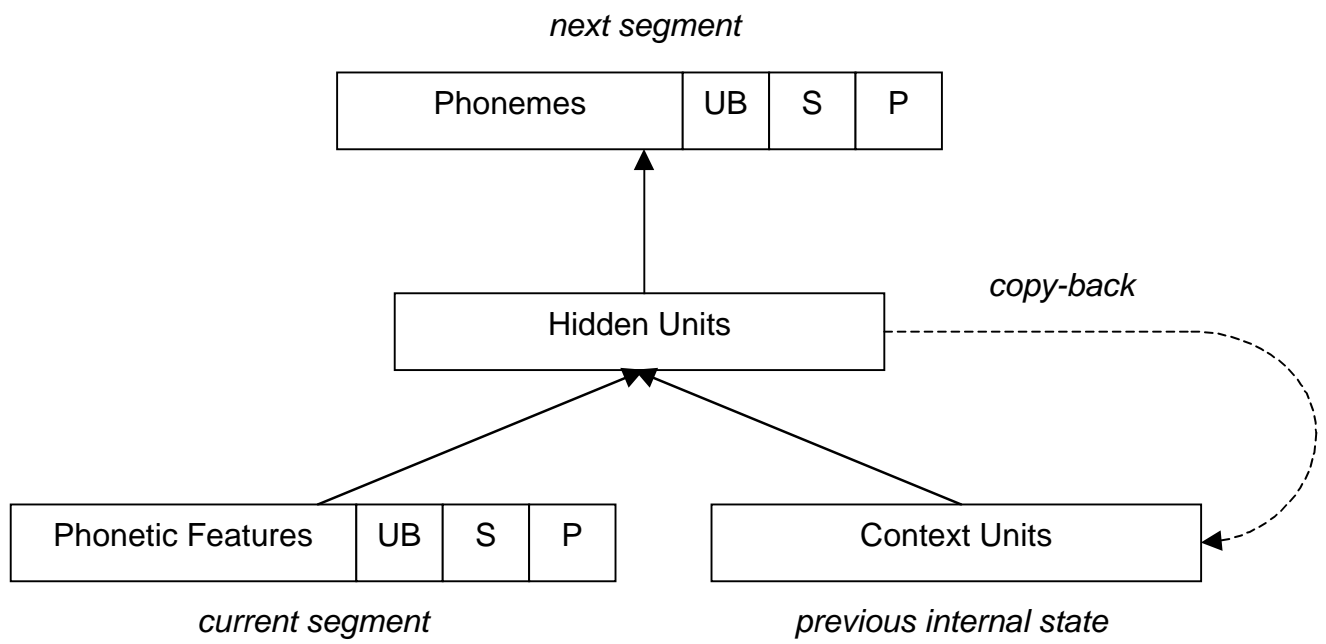 next segment
Phonemes UB S P
copy-back
Hidden Units
Phonetic Features UB S P
Context Units
current segment
previous internal state